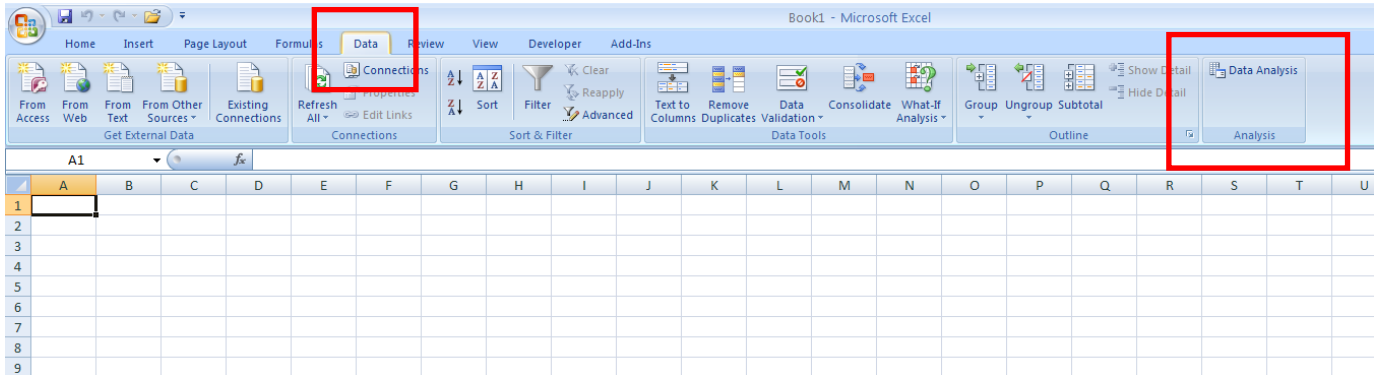 Book1 - Microsoft Excel
Home Insert Page Layout Formulas Data Review View Developer Add-Ins
From Access
From Web
From Text
From Other Sources
Existing Connections
Get External Data
Refresh All
Connections
Properties
Edit Links
Connections
Sort
Filter
Clear
Reapply
Advanced
Sort & Filter
Text to Columns
Remove Duplicates
Data Validation
Consolidate
What-If Analysis
Data Tools
Group
Ungroup
Subtotal
Show Detail
Hide Detail
Outline
Data Analysis
Analysis
A1 fx
A B C D E F G H I J K L M N O P Q R S T U
1
2
3
4
5
6
7
8
9